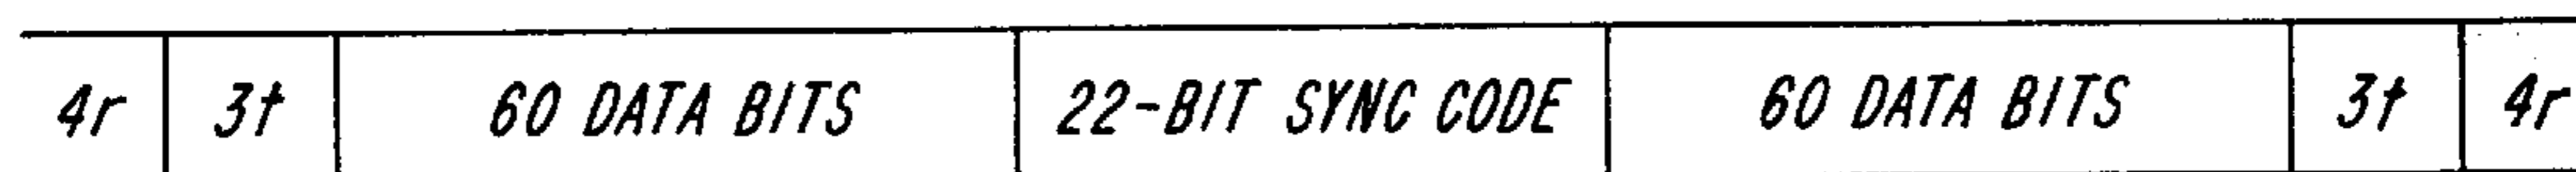 4r 3t 60 DATA BITS 22-BIT SYNC CODE 60 DATA BITS 3t 4r